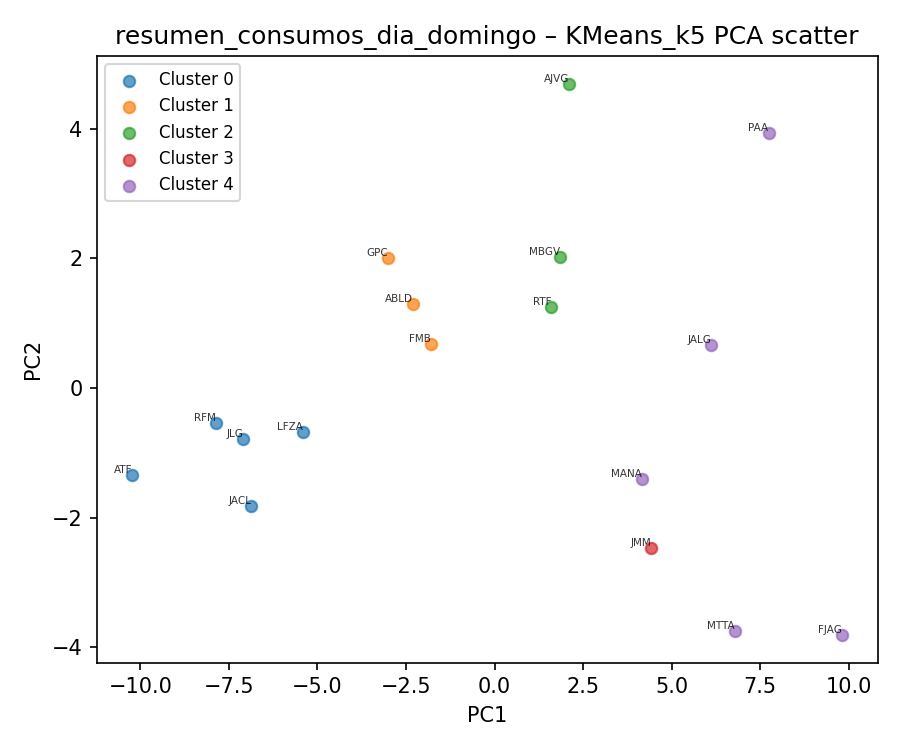 resumen_consumos_dia_domingo – KMeans_k5 PCA scatter
Cluster 0
Cluster 1
Cluster 2
Cluster 3
Cluster 4
AJVG
PAA
GPC
MBGV
ABLD
RTF
FMB
JALG
RFM
JLG
LFZA
ATF
MANA
JACL
JMM
MTTA
FJAG
4
2
0
−2
−4
PC2
−10.0
−7.5
−5.0
−2.5
0.0
2.5
5.0
7.5
10.0
PC1